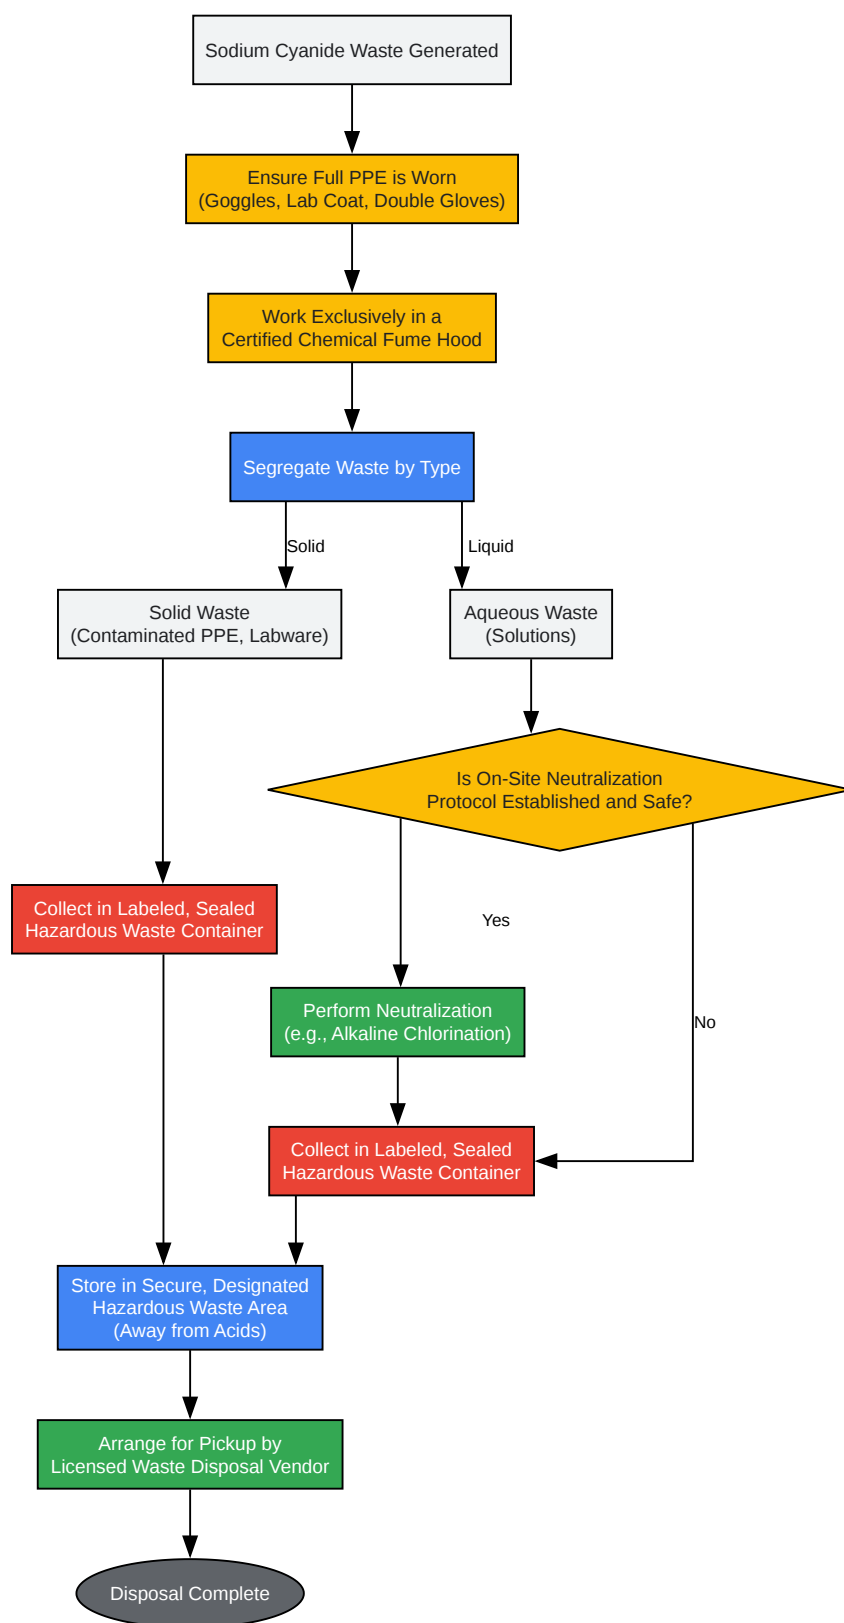 Sodium Cyanide Waste Generated
Ensure Full PPE is Worn
(Goggles, Lab Coat, Double Gloves)
Work Exclusively in a
Certified Chemical Fume Hood
Segregate Waste by Type
Solid
Liquid
Solid Waste
(Contaminated PPE, Labware)
Aqueous Waste
(Solutions)
Is On-Site Neutralization
Protocol Established and Safe?
Collect in Labeled, Sealed
Hazardous Waste Container
Yes
Perform Neutralization
(e.g., Alkaline Chlorination)
No
Collect in Labeled, Sealed
Hazardous Waste Container
Store in Secure, Designated
Hazardous Waste Area
(Away from Acids)
Arrange for Pickup by
Licensed Waste Disposal Vendor
Disposal Complete